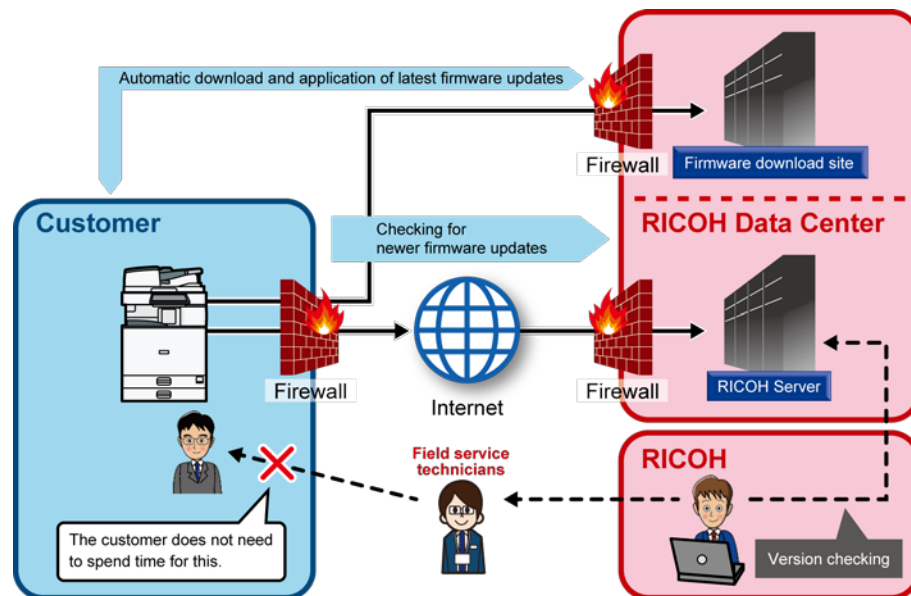 Automatic download and application of latest firmware updates
Firewall
Firmware download site
Customer
Checking for
newer firmware updates
RICOH Data Center
Firewall
Internet
Firewall
RICOH Server
Field service
technicians
RICOH
The customer does not need
to spend time for this.
Version checking